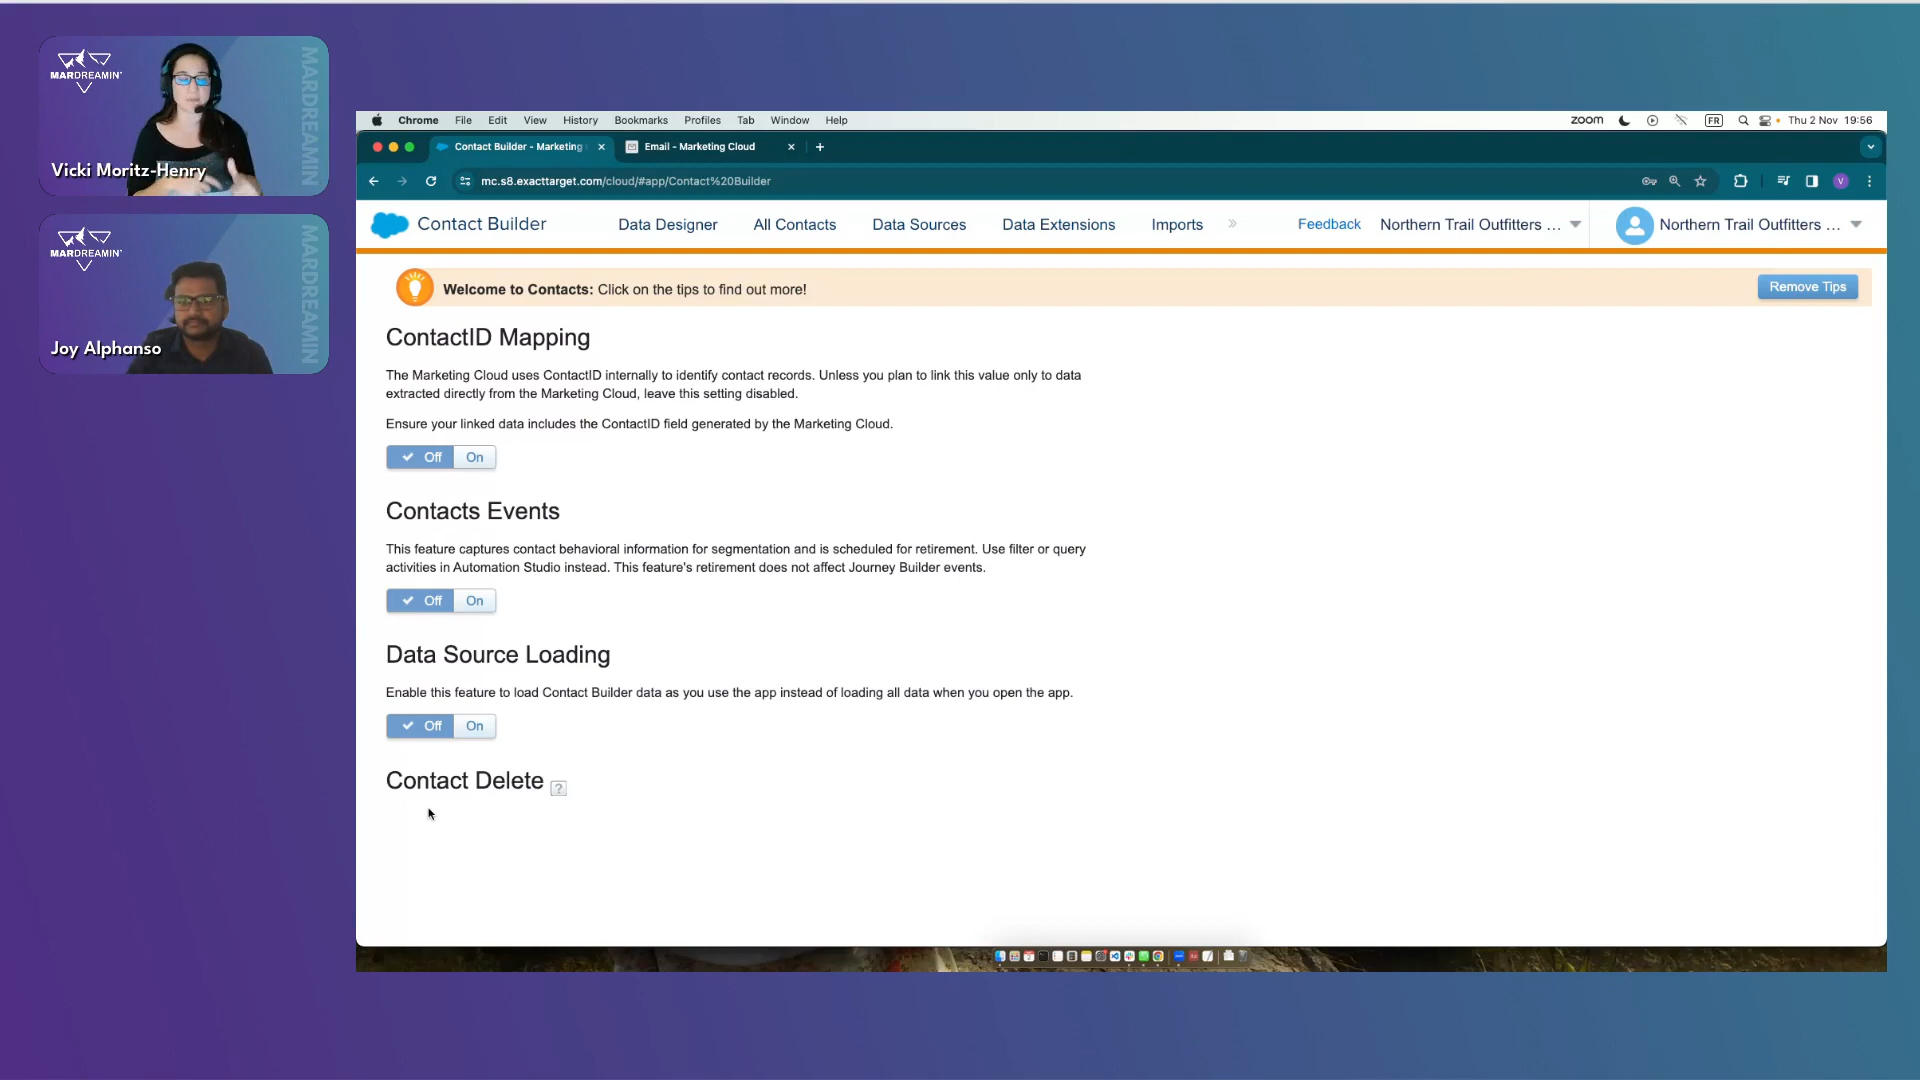 MARDREAMIN'
MARDREAMIN
Vicki Moritz-Henry
MARDREAMIN'
MARDREAMIN
Joy Alphanso
Chrome File Edit View History Bookmarks Profiles Tab Window Help
zoom FR Thu 2 Nov 19:56
Contact Builder - Marketing
Email - Marketing Cloud
mc.s8.exacttarget.com/cloud/#app/Contact%20Builder
V
Contact Builder
Data Designer All Contacts Data Sources Data Extensions Imports »
Feedback Northern Trail Outfitters ... Northern Trail Outfitters ...
Welcome to Contacts: Click on the tips to find out more!
Remove Tips
ContactID Mapping
The Marketing Cloud uses ContactID internally to identify contact records. Unless you plan to link this value only to data
extracted directly from the Marketing Cloud, leave this setting disabled.
Ensure your linked data includes the ContactID field generated by the Marketing Cloud.
Off On
Contacts Events
This feature captures contact behavioral information for segmentation and is scheduled for retirement. Use filter or query
activities in Automation Studio instead. This feature's retirement does not affect Journey Builder events.
Off On
Data Source Loading
Enable this feature to load Contact Builder data as you use the app instead of loading all data when you open the app.
Off On
Contact Delete ?